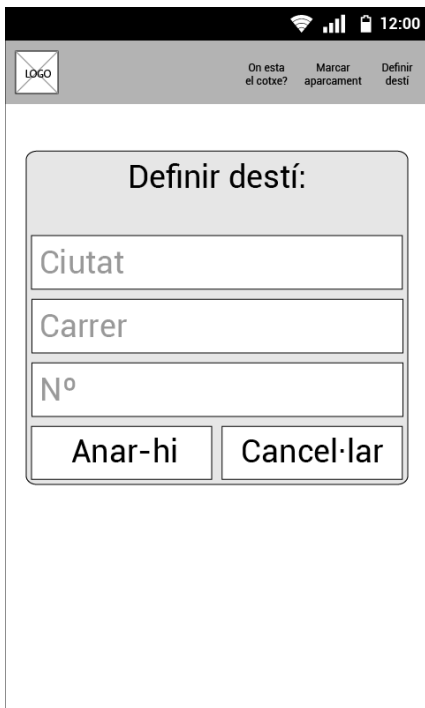 12:00
LOGO
On esta
el cotxe?
Marcar
aparcament
Definir
destí
Definir destí:
Ciutat
Carrer
Nº
Anar-hi
Cancel·lar